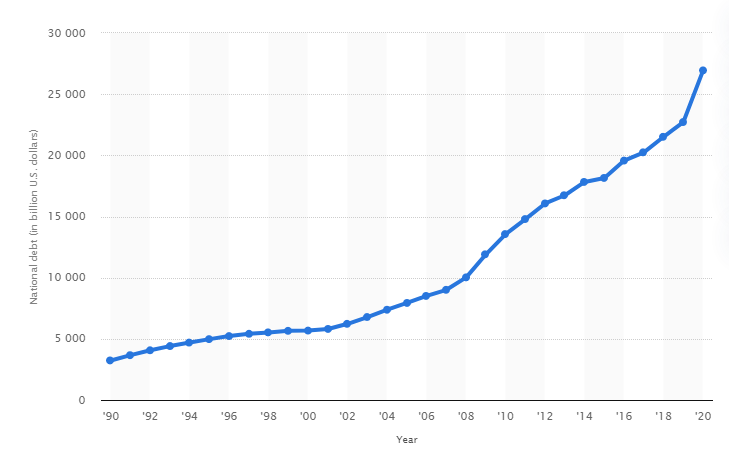 30 000
25 000
20 000
15 000
10 000
5 000
0
National debt (in billion U.S. dollars)
'90 '92 '94 '96 '98 '00 '02 '04 '06 '08 '10 '12 '14 '16 '18 '20
Year